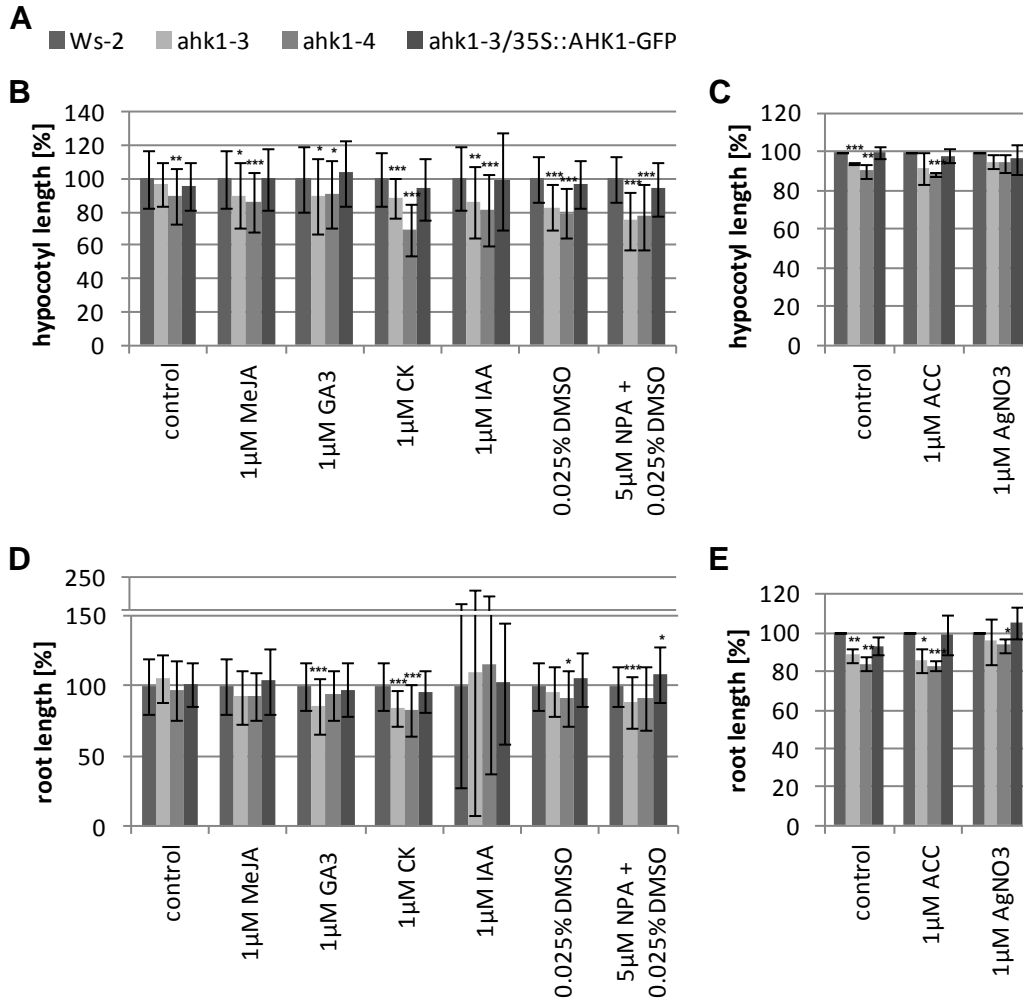 A
Ws-2 ahk1-3 ahk1-4 ahk1-3/35S::AHK1-GFP
B
hypocotyl length [%]
140
120
100
80
60
40
20
0
** * *** * * *** *** ** *** *** *** *** ***
control
1µM MeJA
1µM GA3
1µM CK
1µM IAA
0.025% DMSO
5µM NPA +
0.025% DMSO
C
hypocotyl length [%]
120
100
80
60
40
20
0
*** ** ***
control
1µM ACC
1µM AgNO3
D
root length [%]
250
150
100
50
0
*** *** *** * *** *
control
1µM MeJA
1µM GA3
1µM CK
1µM IAA
0.025% DMSO
5µM NPA +
0.025% DMSO
E
root length [%]
120
100
80
60
40
20
0
** ** * *** *
control
1µM ACC
1µM AgNO3